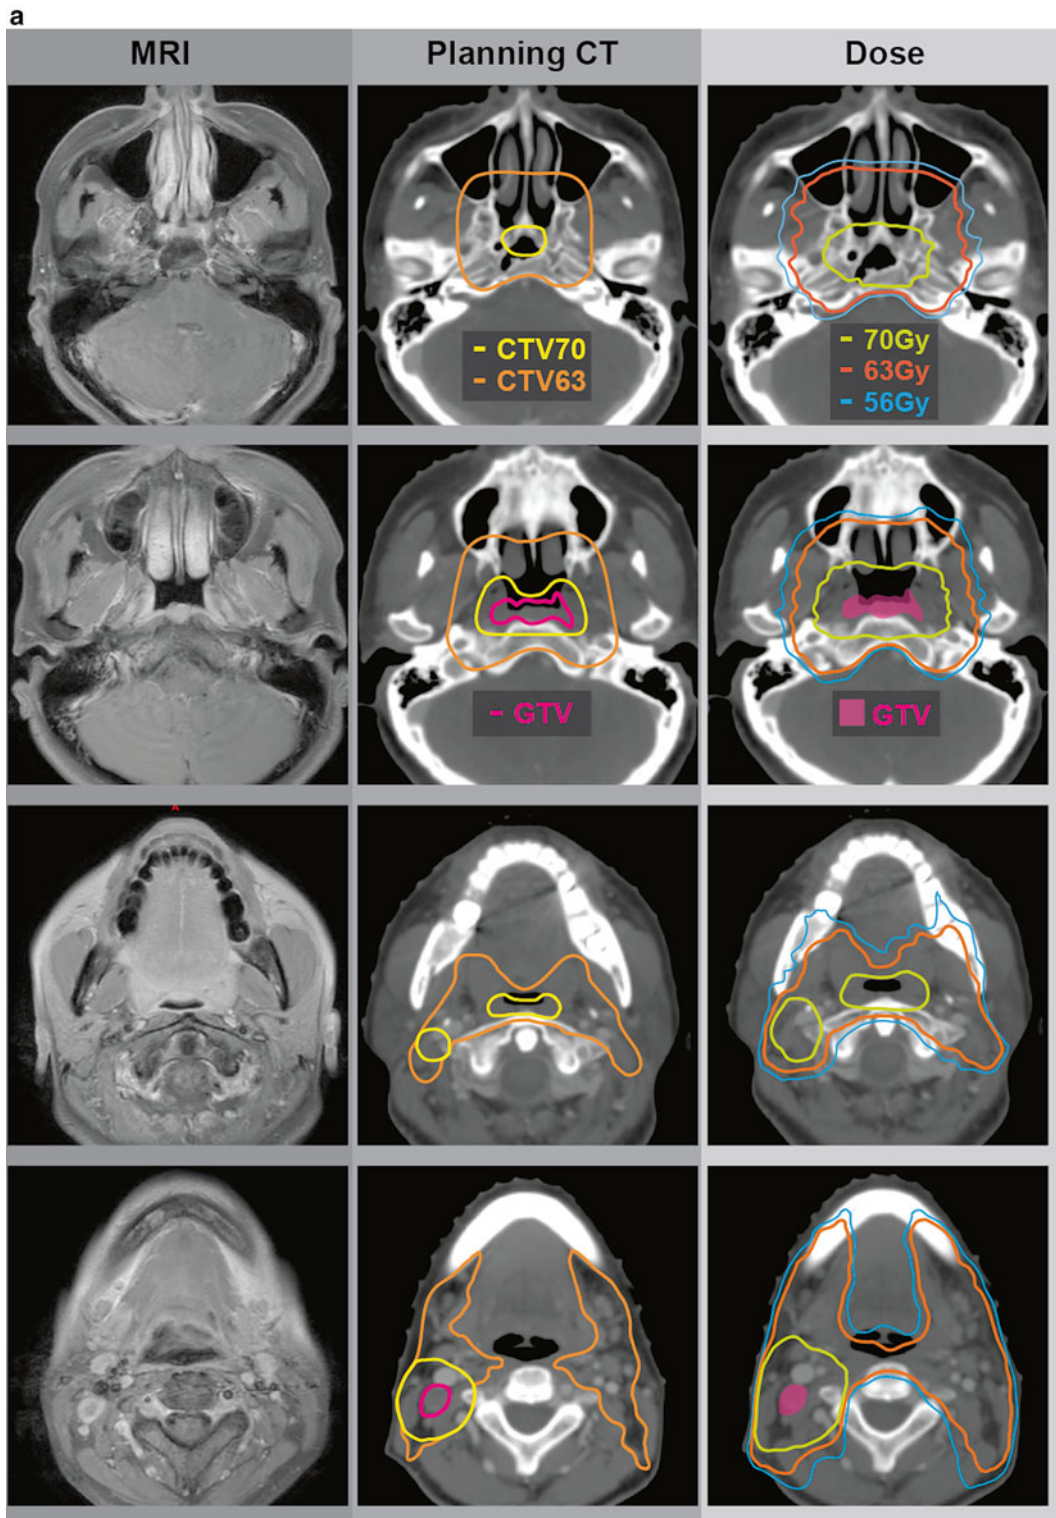 a
MRI
Planning CT
Dose
- CTV70
- CTV63
- 70Gy
- 63Gy
- 56Gy
- GTV
GTV
A